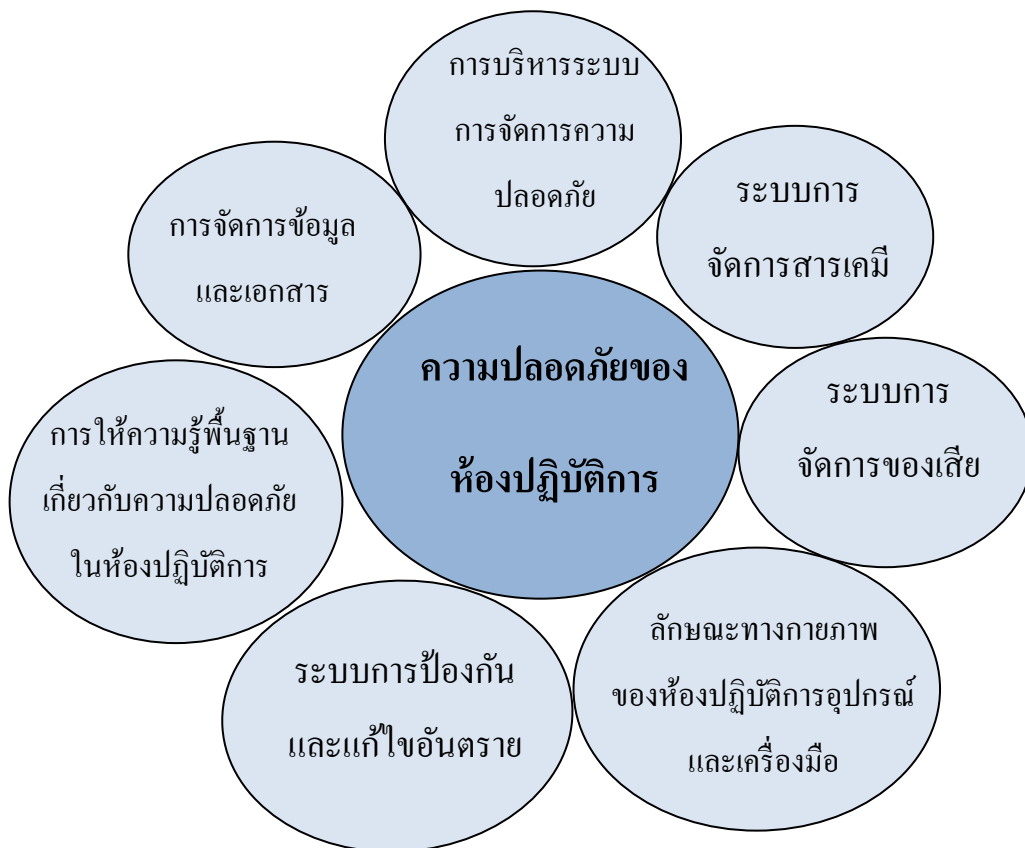 การบริหารระบบ
การจัดการความ
ปลอดภัย
ระบบการ
จัดการสารเคมี
ระบบการ
จัดการของเสีย
ลักษณะทางกายภาพ
ของห้องปฏิบัติการอุปกรณ์
และเครื่องมือ
ระบบการป้องกัน
และแก้ไขอันตราย
การให้ความรู้พื้นฐาน
เกี่ยวกับความปลอดภัย
ในห้องปฏิบัติการ
การจัดการข้อมูล
และเอกสาร
ความปลอดภัยของ
ห้องปฏิบัติการ